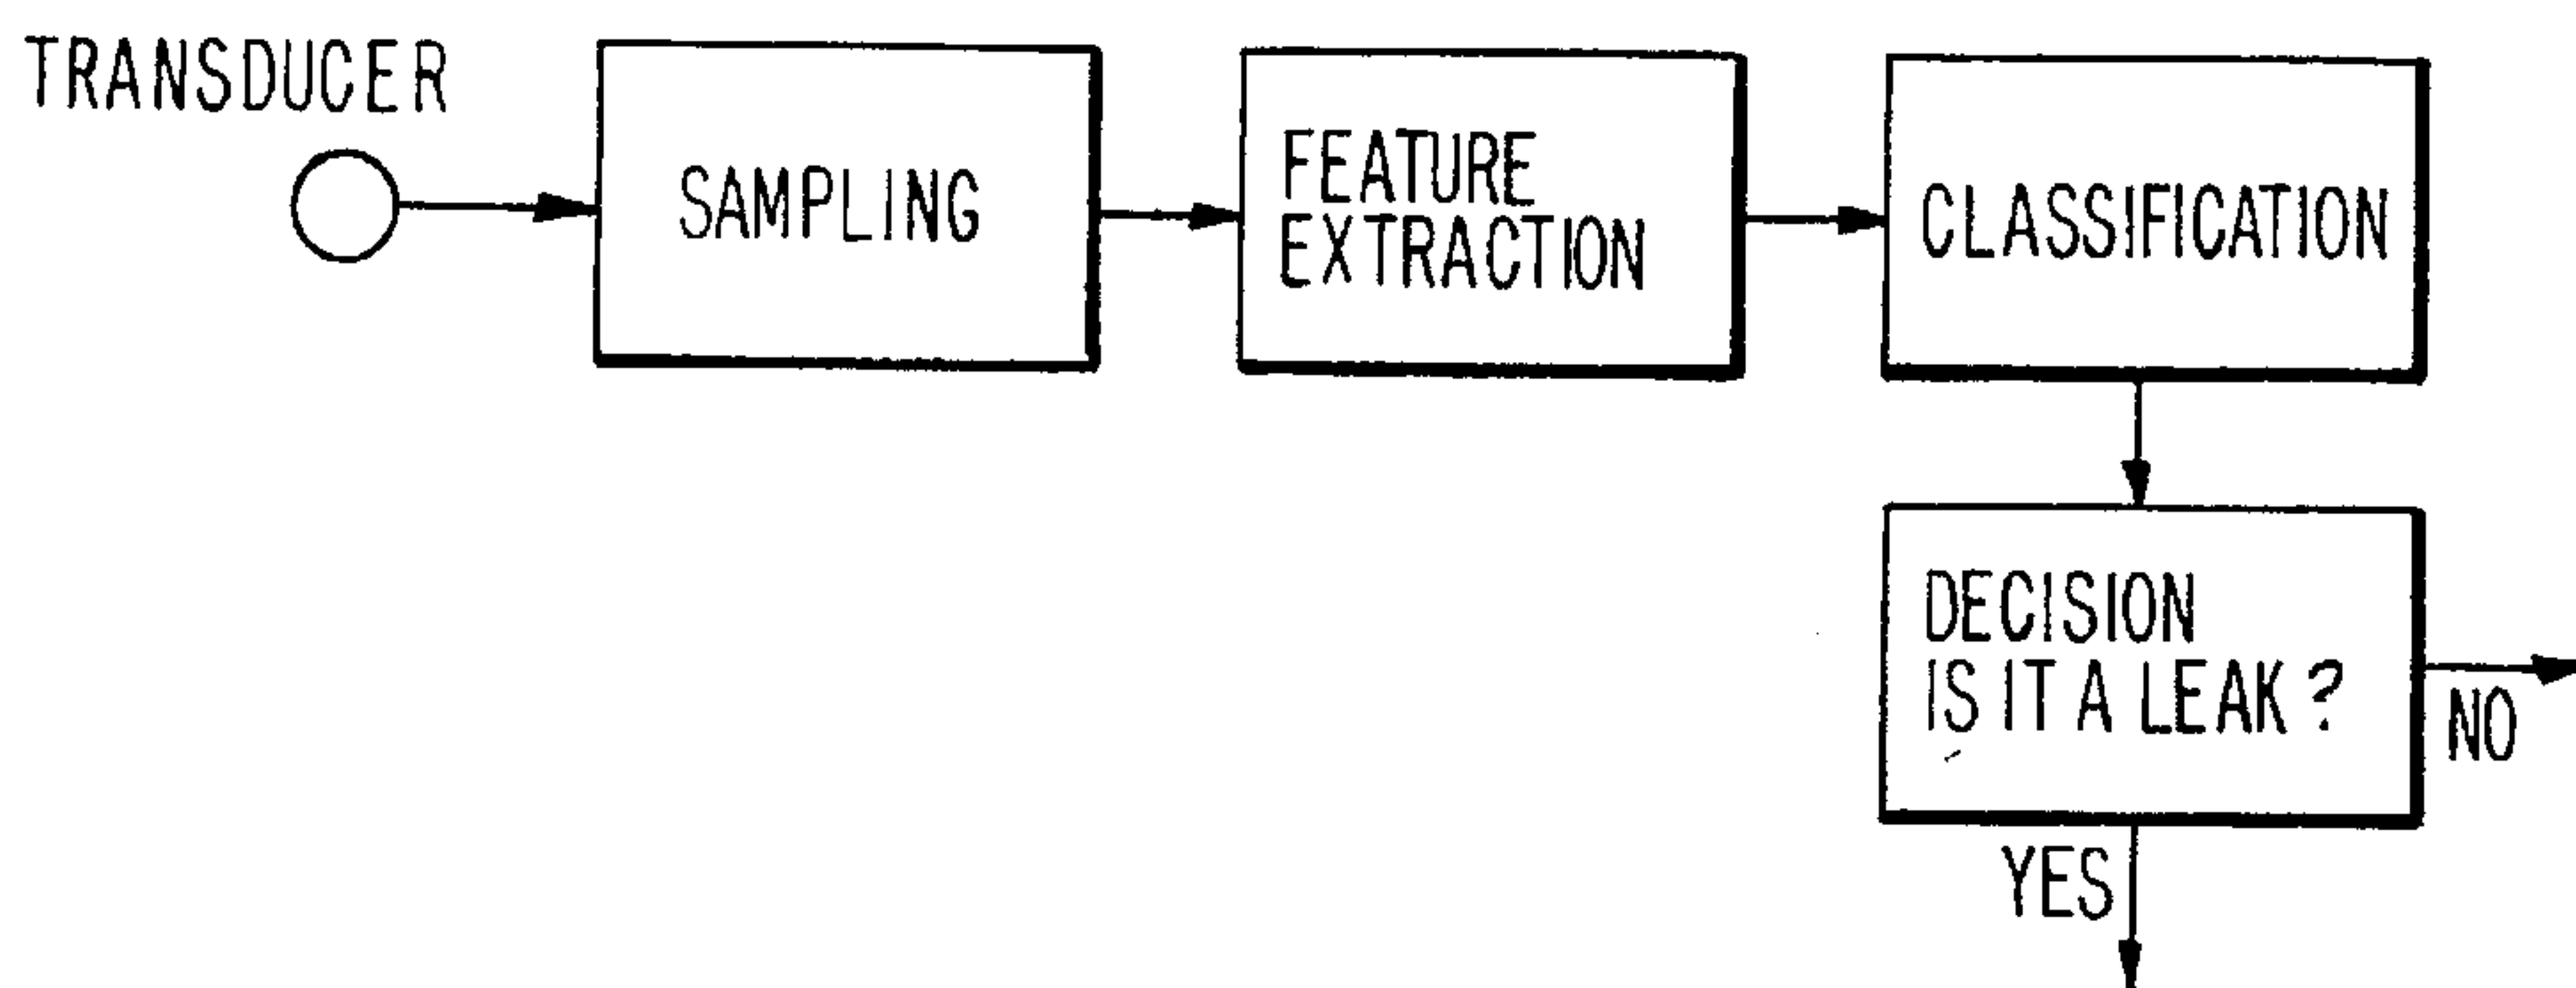 TRANSDUCER
SAMPLING
FEATURE
EXTRACTION
CLASSIFICATION
DECISION
IS IT A LEAK?
NO
YES